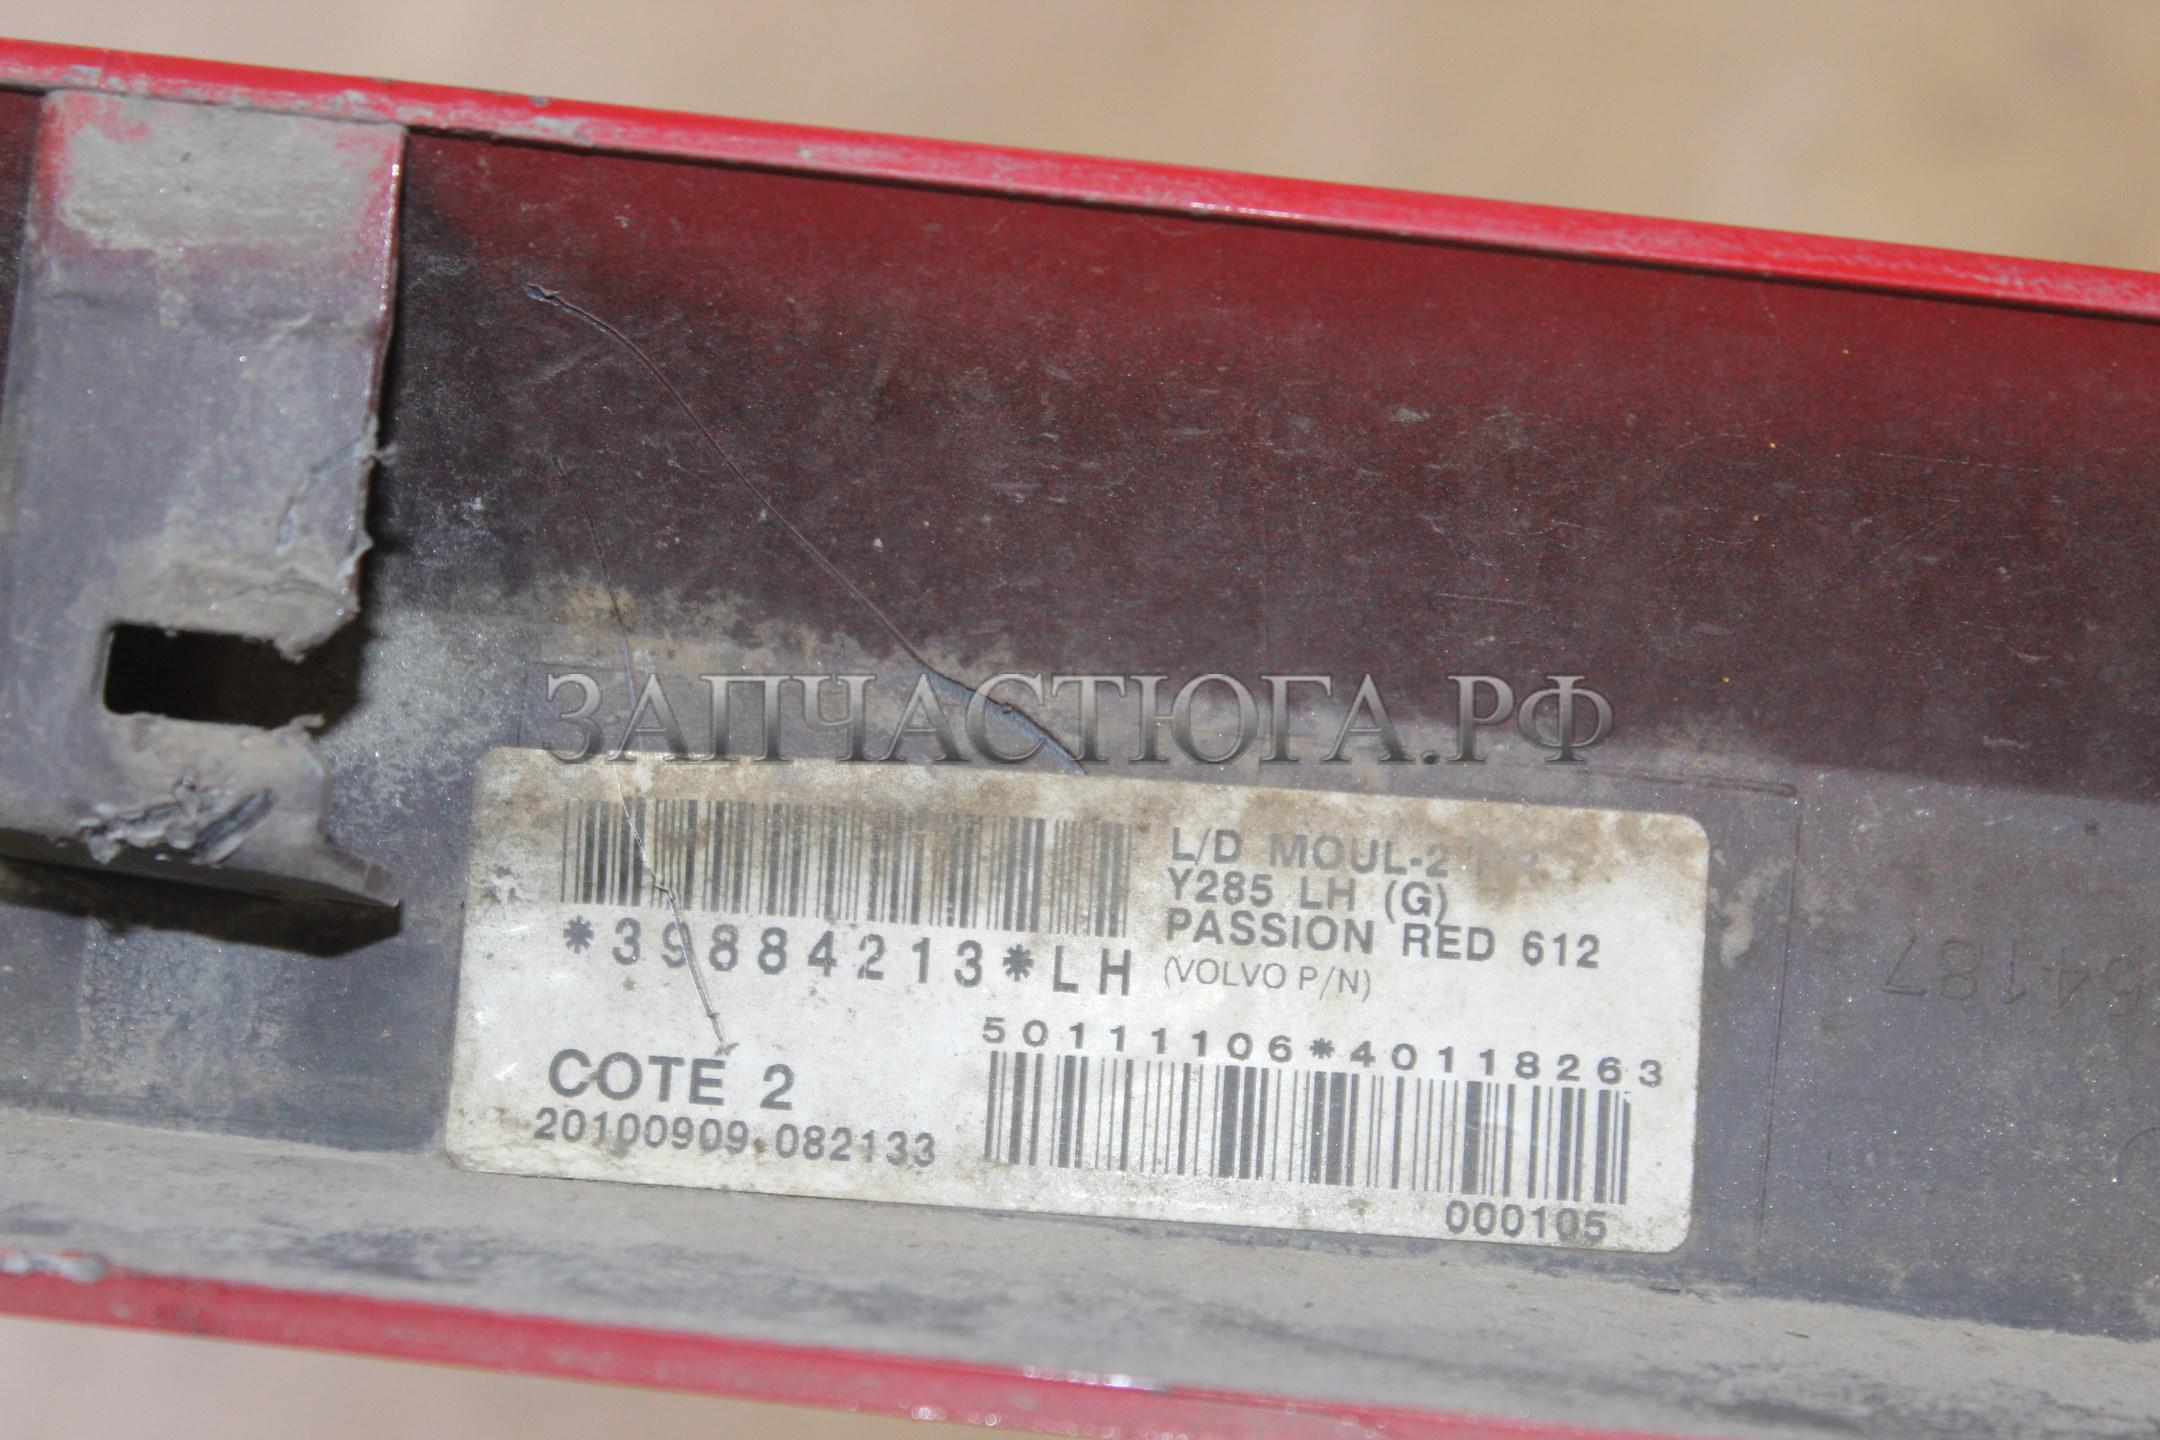 ЗАПЧАСТЮГА.РФ
*39884213*LH
L/D MOUL-2
Y285 LH (G)
PASSION RED 612
(VOLVO P/N)
COTE 2
20100909.082133
50111106*40118263
000105
54187